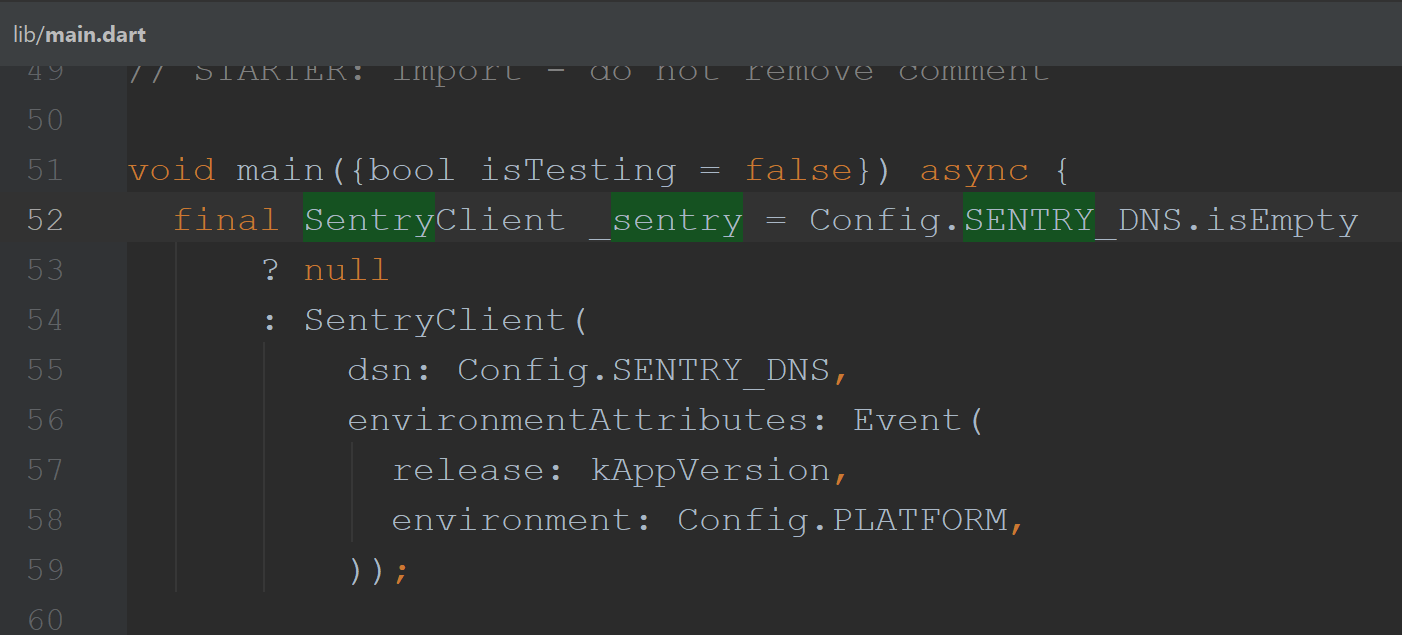 lib/main.dart
49 // STARTER: import - do not remove comment
50
51 void main({bool isTesting = false}) async {
52   final SentryClient _sentry = Config.SENTRY_DNS.isEmpty
53       ? null
54       : SentryClient(
55           dsn: Config.SENTRY_DNS,
56           environmentAttributes: Event(
57             release: kAppVersion,
58             environment: Config.PLATFORM,
59           ));
60